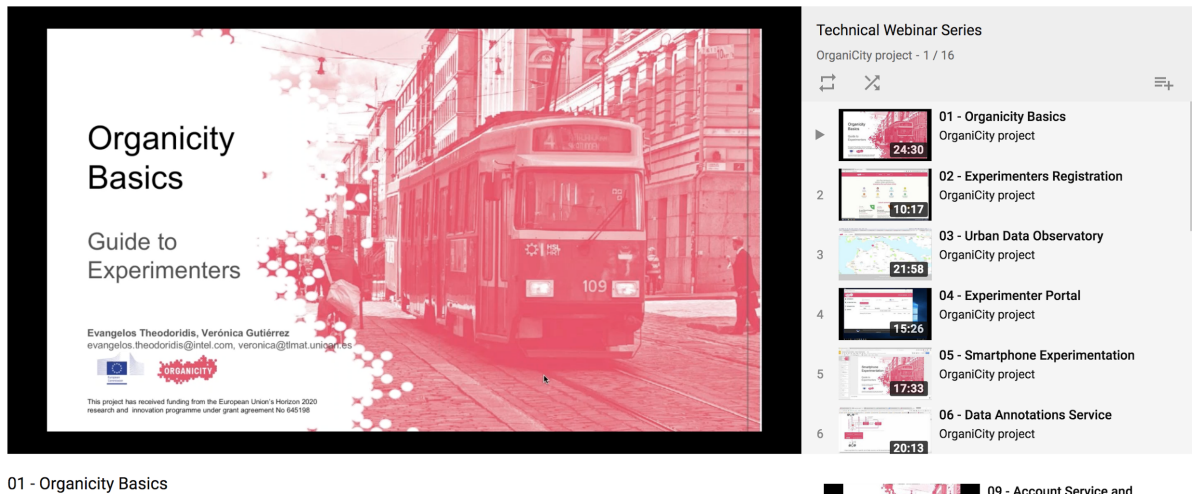 Organicity
Basics
Guide to
Experimenters
Evangelos Theodoridis, Verónica Gutiérrez
evangelos.theodoridis@intel.com, veronica@tlmat.unican.es
ORGANICITY
This project has received funding from the European Union's Horizon 2020
research and innovation programme under grant agreement No 645198
4
HSL
HRT
109
01 - Organicity Basics
Technical Webinar Series
OrganiCity project - 1 / 16
24:30
01 - Organicity Basics
OrganiCity project
2
10:17
02 - Experimenters Registration
OrganiCity project
3
21:58
03 - Urban Data Observatory
OrganiCity project
4
15:26
04 - Experimenter Portal
OrganiCity project
5
17:33
05 - Smartphone Experimentation
OrganiCity project
6
20:13
06 - Data Annotations Service
OrganiCity project
09 - Account Service and